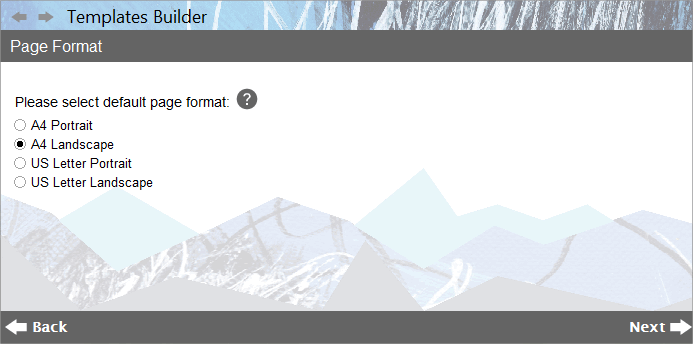 Templates Builder
Page Format
Please select default page format: ?
A4 Portrait
A4 Landscape
US Letter Portrait
US Letter Landscape
Back
Next